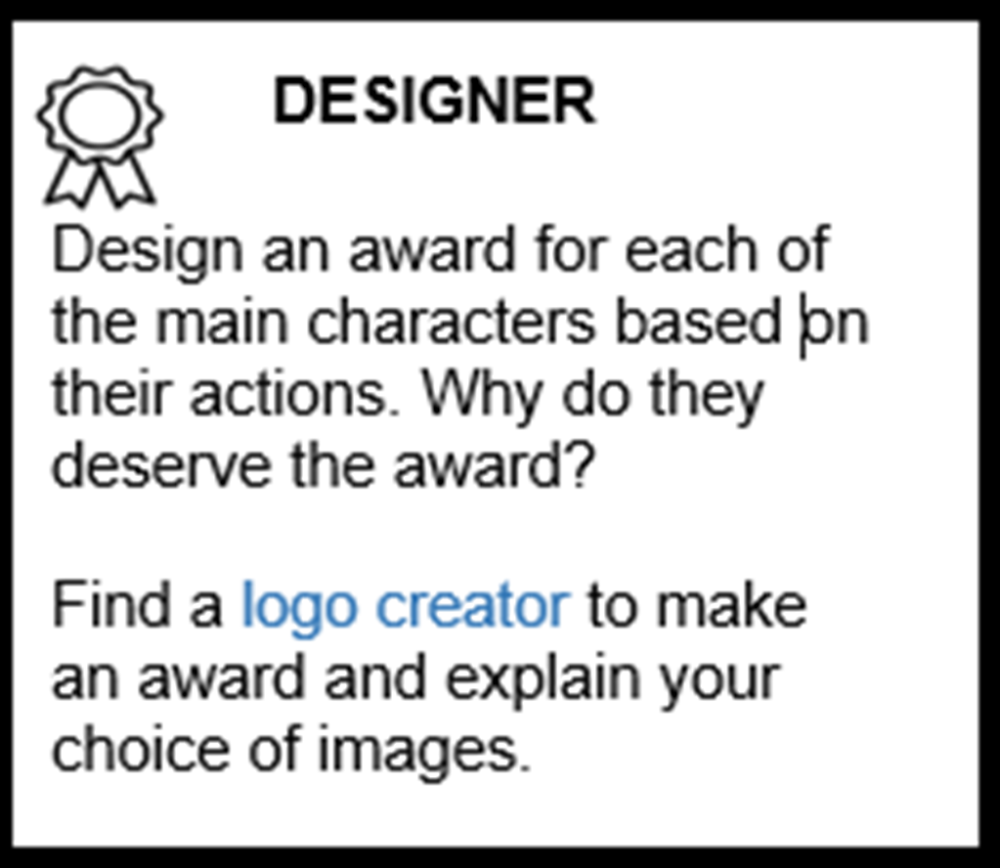 DESIGNER
Design an award for each of
the main characters based on
their actions. Why do they
deserve the award?
Find a logo creator to make
an award and explain your
choice of images.